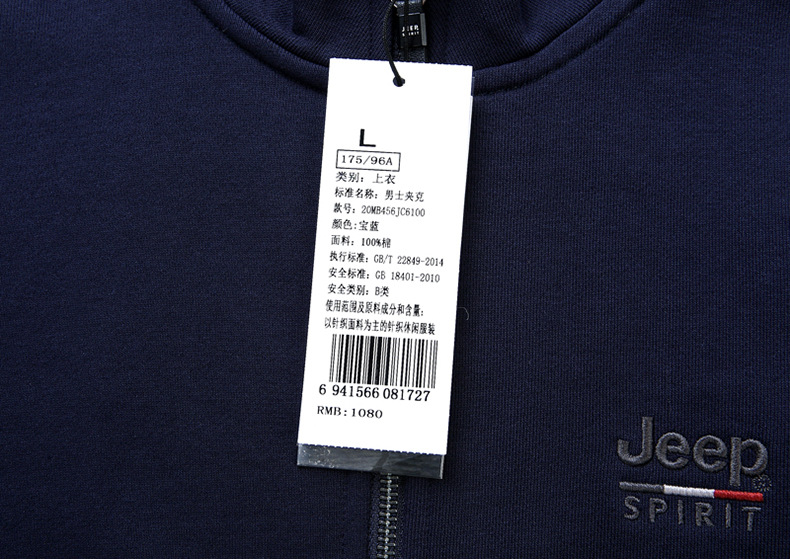 JEEP
SPIRIT
L
175/96A
类别: 上衣
标准名称: 男士夹克
款号: 20MB456JC6100
颜色:宝蓝
面料: 100%棉
执行标准: GB/T 22849-2014
安全标准: GB 18401-2010
安全类别: B类
使用范围及原料成分和含量:
以针织面料为主的针织休闲服装
6 941566 081727
RMB:1080
Jeep
SPIRIT